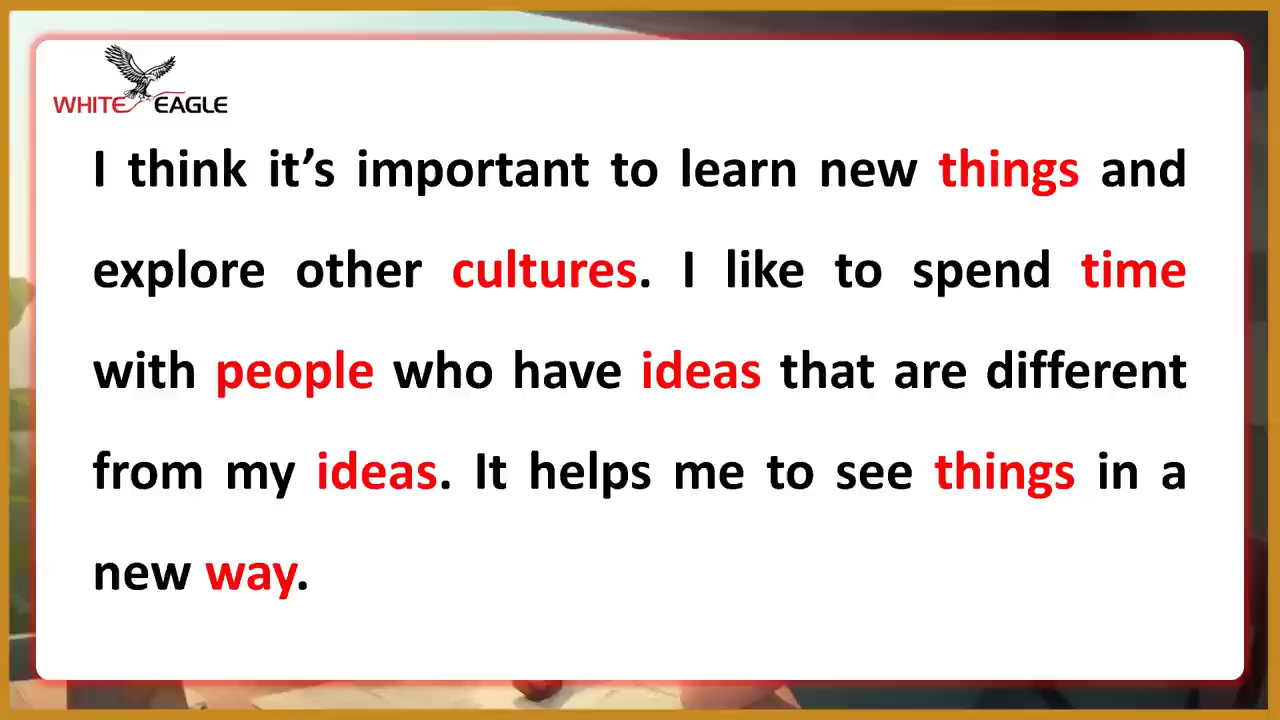 WHITE EAGLE
I think it’s important to learn new things and
explore other cultures. I like to spend time
with people who have ideas that are different
from my ideas. It helps me to see things in a
new way.